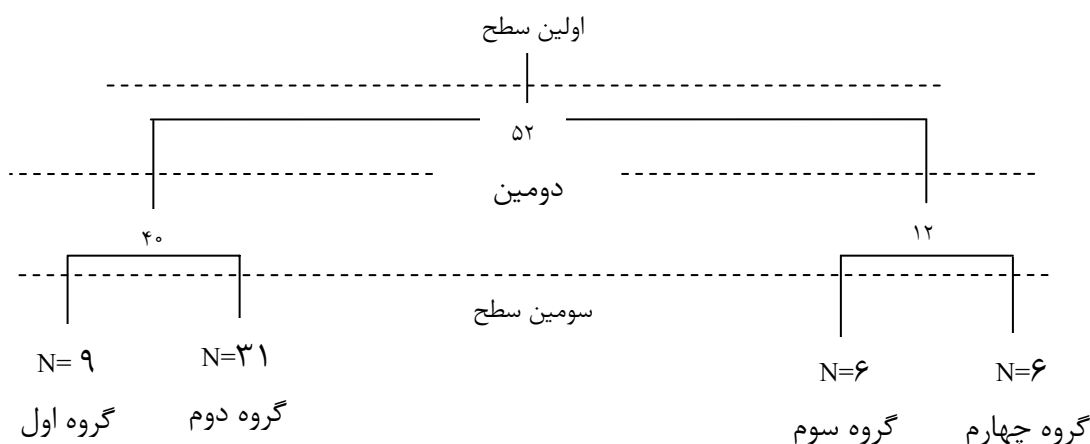 اولین سطح
۵۲
دومین
۴۰
۱۲
سومین سطح
N= ۹
N=۳۱
N=۶
N=۶
گروه اول
گروه دوم
گروه سوم
گروه چهارم